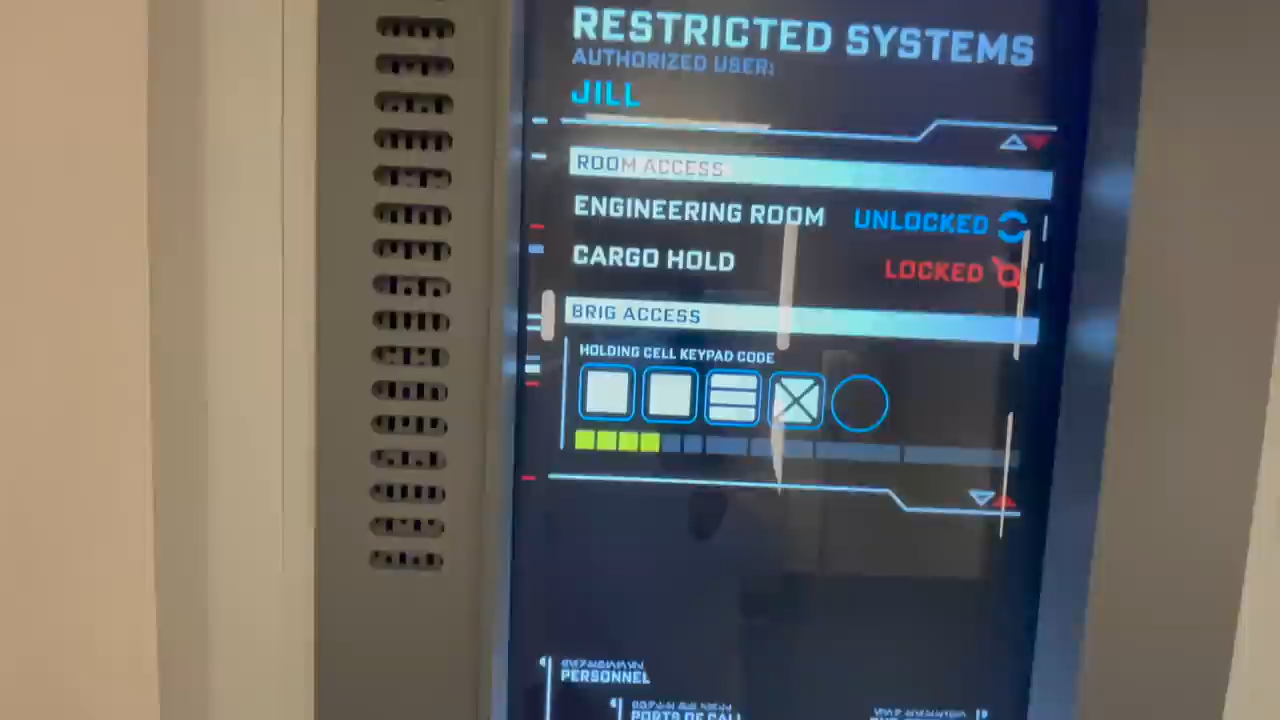 RESTRICTED SYSTEMS
AUTHORIZED USER:
JILL
ROOM ACCESS
ENGINEERING ROOM UNLOCKED
CARGO HOLD LOCKED
BRIG ACCESS
HOLDING CELL KEYPAD CODE
PERSONNEL
PORTS OF CALL